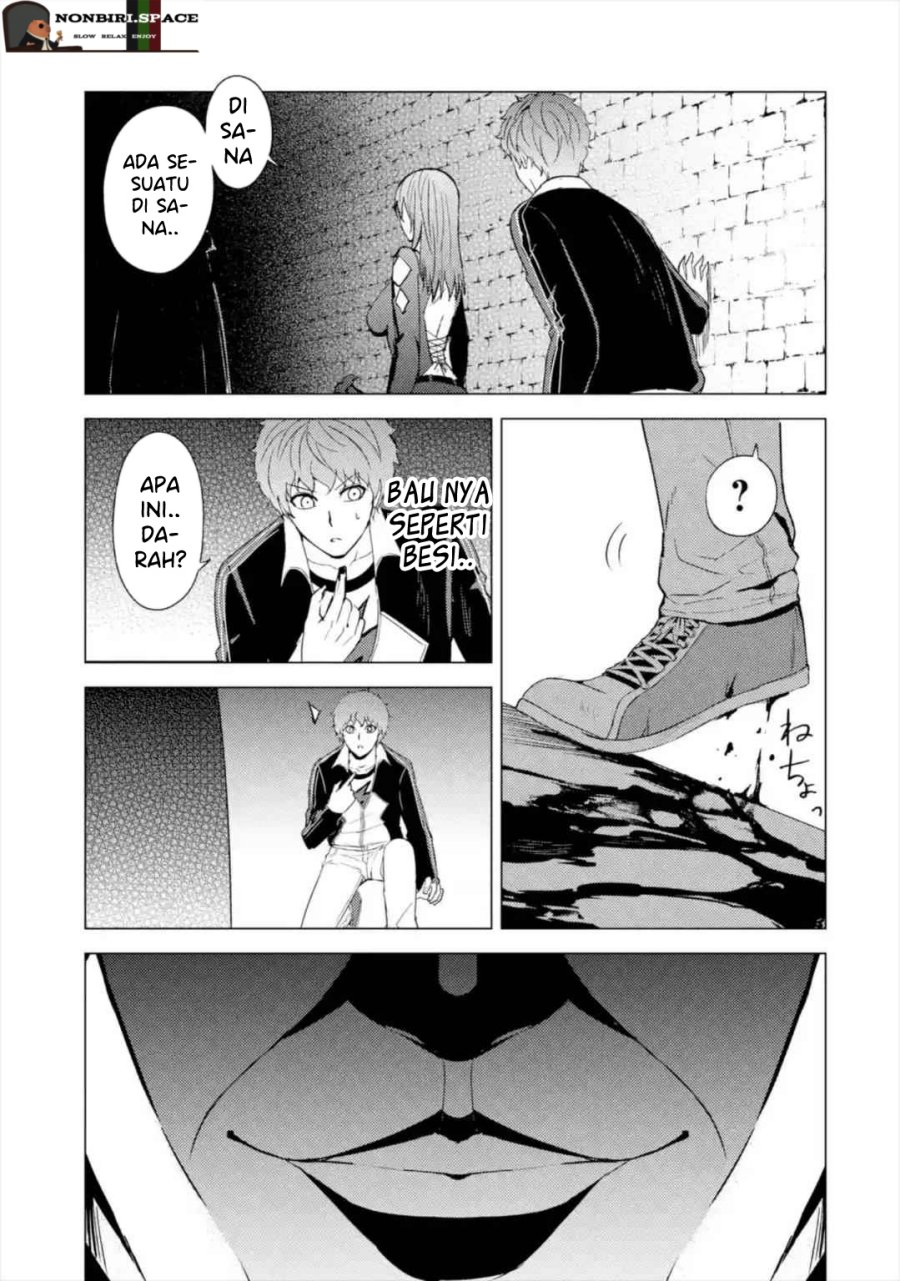 NONBIRI.SPACE
SLOW RELAX ENJOY
DI
SA-
NA
ADA SE-
SUATU
DI SA-
NA..
?
ねちょっ
BAU NYA
SEPERTI
BESI..
APA
INI..
DA-
RAH?